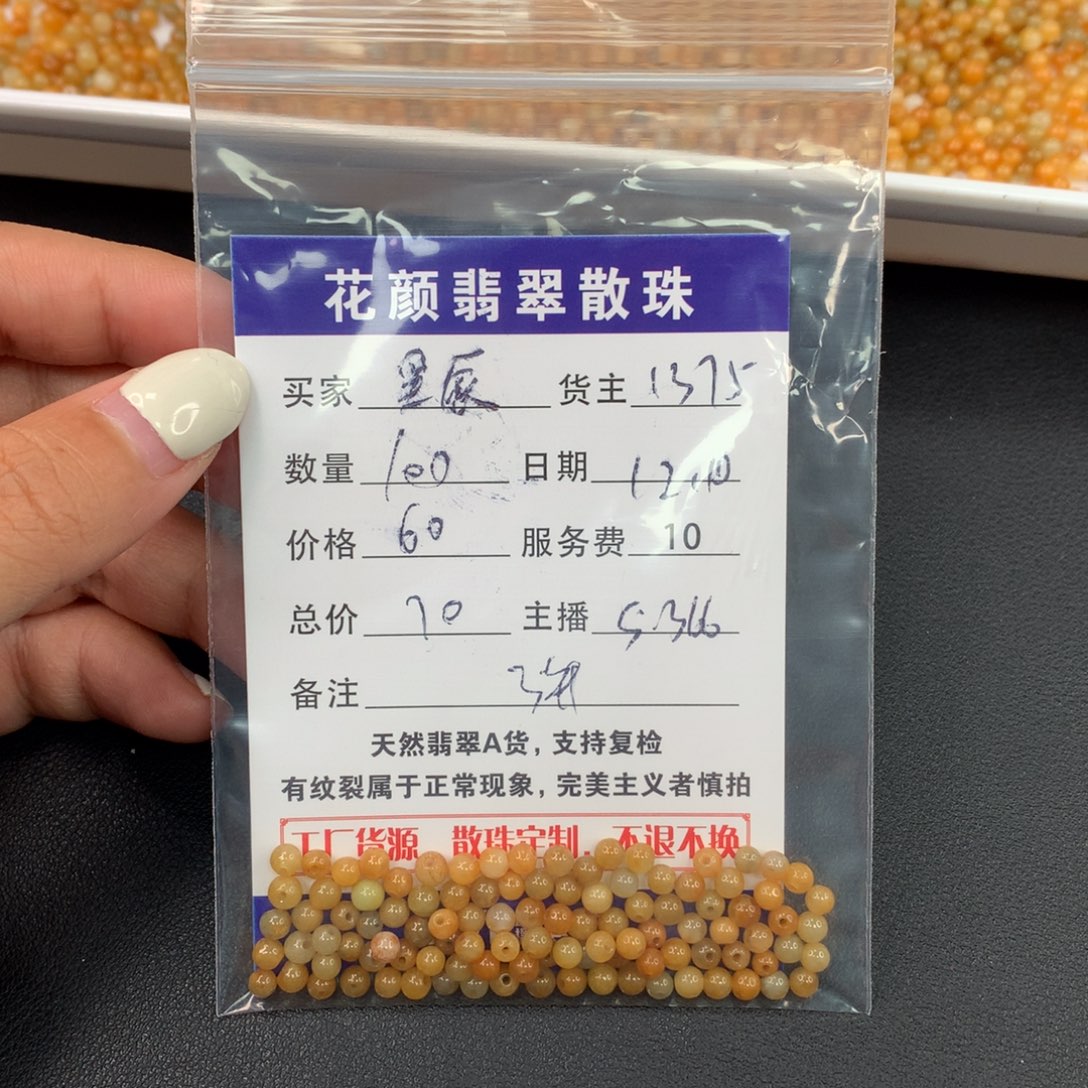 花颜翡翠散珠
买家 星辰 货主 1375
数量 100 日期 12.10
价格 60 服务费 10
总价 70 主播
备注
天然翡翠A货，支持复检
有纹裂属于正常现象，完美主义者慎拍
工厂货源 散珠定制，不退不换